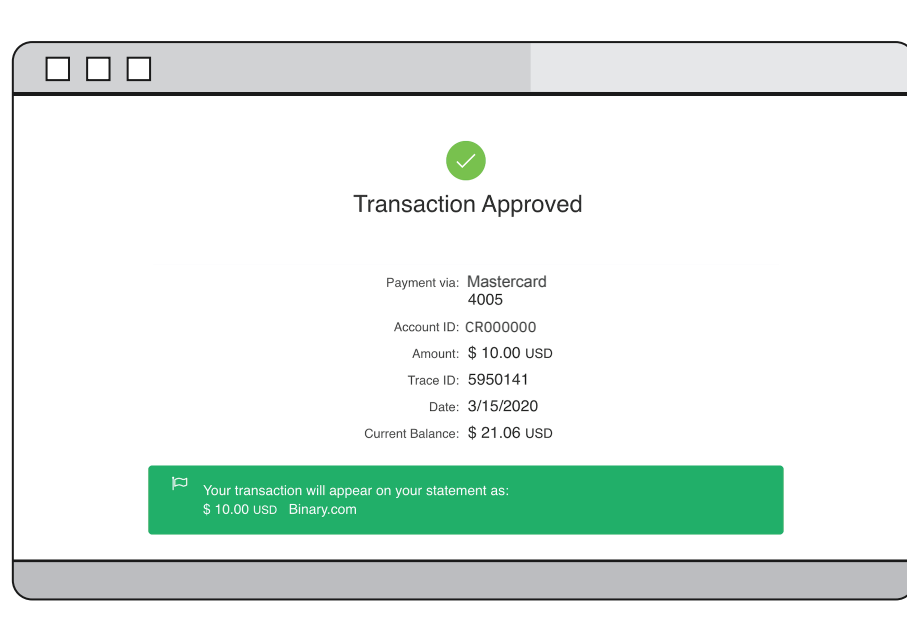 Transaction Approved
Payment via: Mastercard
4005
Account ID: CR000000
Amount: $ 10.00 USD
Trace ID: 5950141
Date: 3/15/2020
Current Balance: $ 21.06 USD
Your transaction will appear on your statement as:
$ 10.00 USD Binary.com